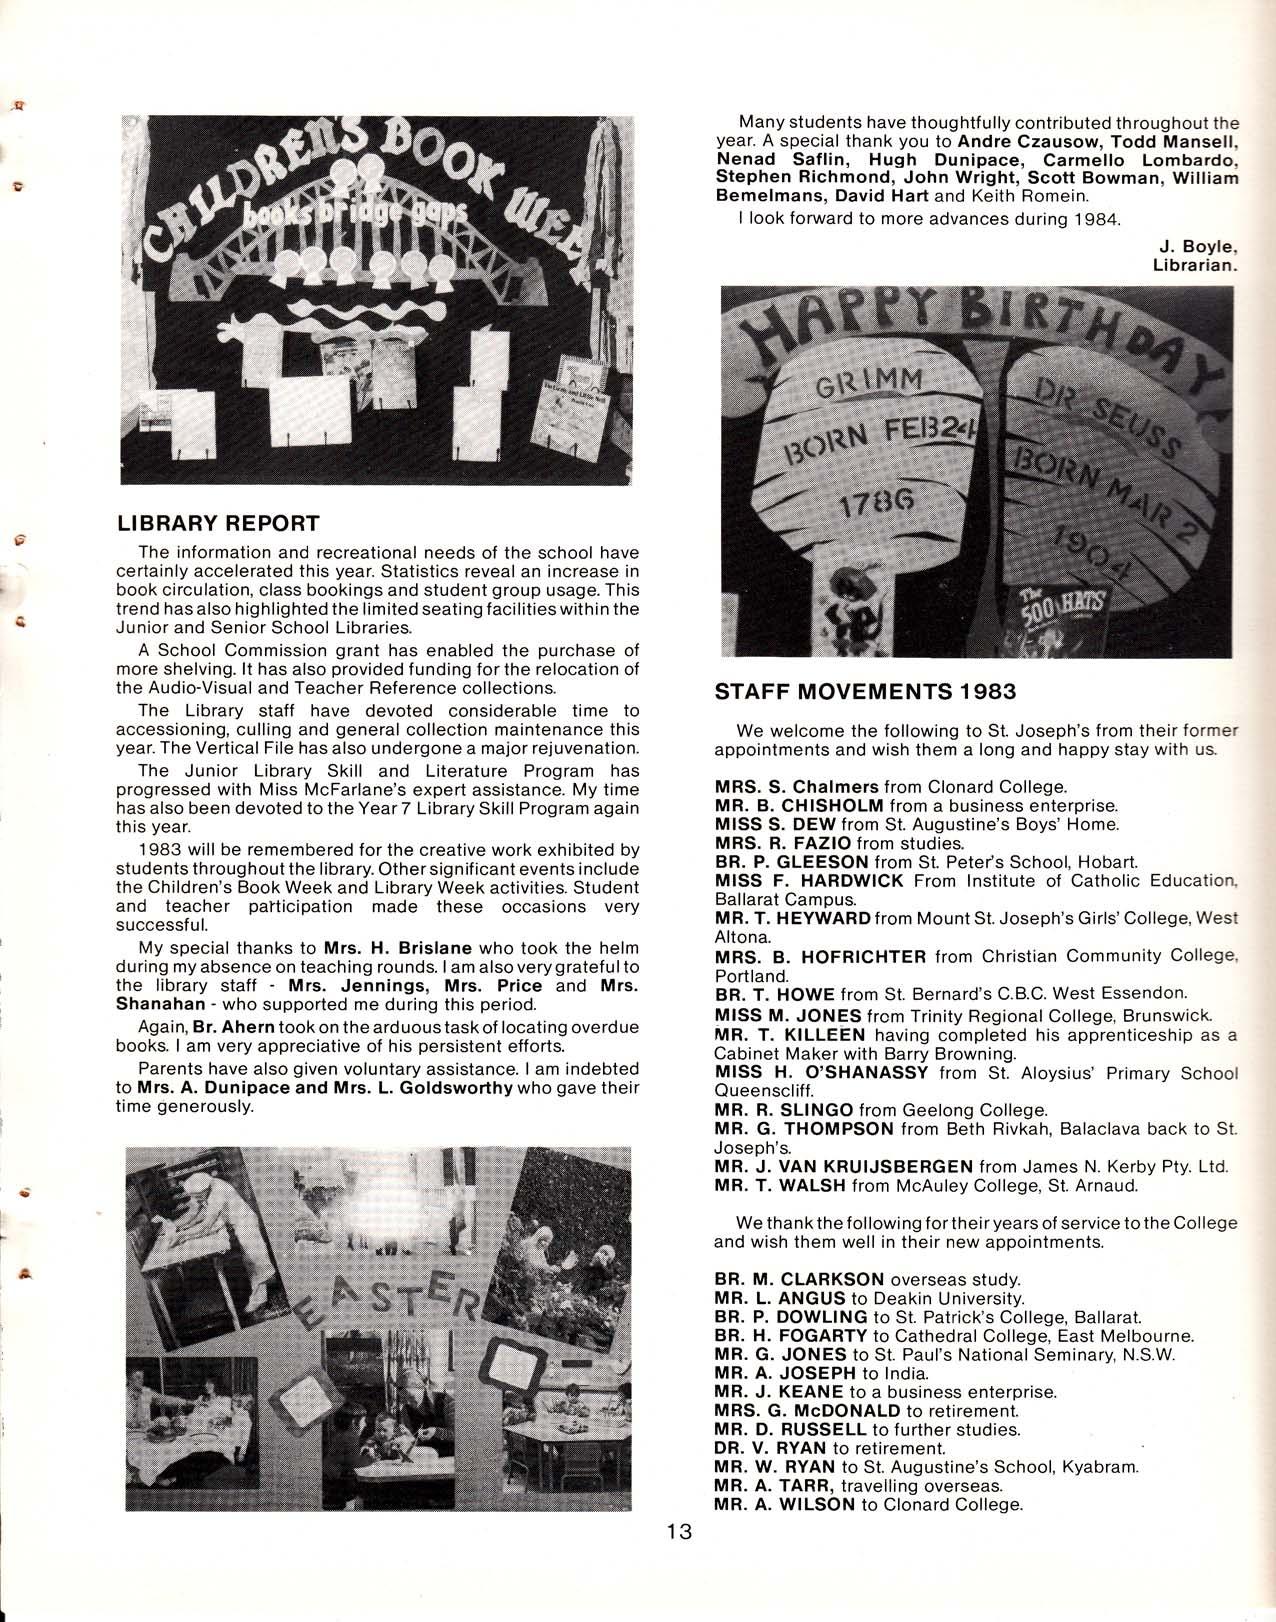 CHILDREN'S BOOK WEEK
books bridge gaps
LIBRARY REPORT
The information and recreational needs of the school have
certainly accelerated this year. Statistics reveal an increase in
book circulation, class bookings and student group usage. This
trend has also highlighted the limited seating facilities within the
Junior and Senior School Libraries.
A School Commission grant has enabled the purchase of
more shelving. It has also provided funding for the relocation of
the Audio-Visual and Teacher Reference collections.
The Library staff have devoted considerable time to
accessioning, culling and general collection maintenance this
year. The Vertical File has also undergone a major rejuvenation.
The Junior Library Skill and Literature Program has
progressed with Miss McFarlane's expert assistance. My time
has also been devoted to the Year 7 Library Skill Program again
this year.
1983 will be remembered for the creative work exhibited by
students throughout the library. Other significant events include
the Children's Book Week and Library Week activities. Student
and teacher participation made these occasions very
successful.
My special thanks to Mrs. H. Brislane who took the helm
during my absence on teaching rounds. I am also very grateful to
the library staff - Mrs. Jennings, Mrs. Price and Mrs.
Shanahan - who supported me during this period.
Again, Br. Ahern took on the arduous task of locating overdue
books. I am very appreciative of his persistent efforts.
Parents have also given voluntary assistance. I am indebted
to Mrs. A. Dunipace and Mrs. L. Goldsworthy who gave their
time generously.
EASTER
Many students have thoughtfully contributed throughout the
year. A special thank you to Andre Czausow, Todd Mansell,
Nenad Saflin, Hugh Dunipace, Carmello Lombardo,
Stephen Richmond, John Wright, Scott Bowman, William
Bemelmans, David Hart and Keith Romein.
I look forward to more advances during 1984.
J. Boyle,
Librarian.
HAPPY BIRTHDAY
GRIMM
BORN FEB 24
1786
DR SEUSS
BORN MAR 2
1904
The
500 HATS
STAFF MOVEMENTS 1983
We welcome the following to St. Joseph's from their former
appointments and wish them a long and happy stay with us.
MRS. S. Chalmers from Clonard College.
MR. B. CHISHOLM from a business enterprise.
MISS S. DEW from St. Augustine's Boys' Home.
MRS. R. FAZIO from studies.
BR. P. GLEESON from St. Peter's School, Hobart.
MISS F. HARDWICK From Institute of Catholic Education,
Ballarat Campus.
MR. T. HEYWARD from Mount St. Joseph's Girls' College, West
Altona.
MRS. B. HOFRICHTER from Christian Community College,
Portland.
BR. T. HOWE from St. Bernard's C.B.C. West Essendon.
MISS M. JONES from Trinity Regional College, Brunswick.
MR. T. KILLEEN having completed his apprenticeship as a
Cabinet Maker with Barry Browning.
MISS H. O'SHANASSY from St. Aloysius' Primary School
Queenscliff.
MR. R. SLINGO from Geelong College.
MR. G. THOMPSON from Beth Rivkah, Balaclava back to St.
Joseph's.
MR. J. VAN KRUIJSBERGEN from James N. Kerby Pty. Ltd.
MR. T. WALSH from McAuley College, St. Arnaud.
We thank the following for their years of service to the College
and wish them well in their new appointments.
BR. M. CLARKSON overseas study.
MR. L. ANGUS to Deakin University.
BR. P. DOWLING to St. Patrick's College, Ballarat.
BR. H. FOGARTY to Cathedral College, East Melbourne.
MR. G. JONES to St. Paul's National Seminary, N.S.W.
MR. A. JOSEPH to India.
MR. J. KEANE to a business enterprise.
MRS. G. McDONALD to retirement.
MR. D. RUSSELL to further studies.
DR. V. RYAN to retirement.
MR. W. RYAN to St. Augustine's School, Kyabram.
MR. A. TARR, travelling overseas.
MR. A. WILSON to Clonard College.
13